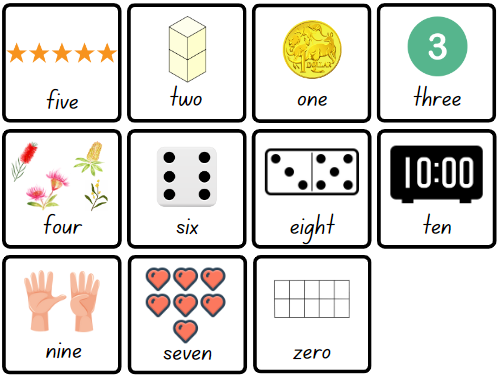 five
two
one
3
three
four
six
eight
10:00
ten
nine
seven
zero